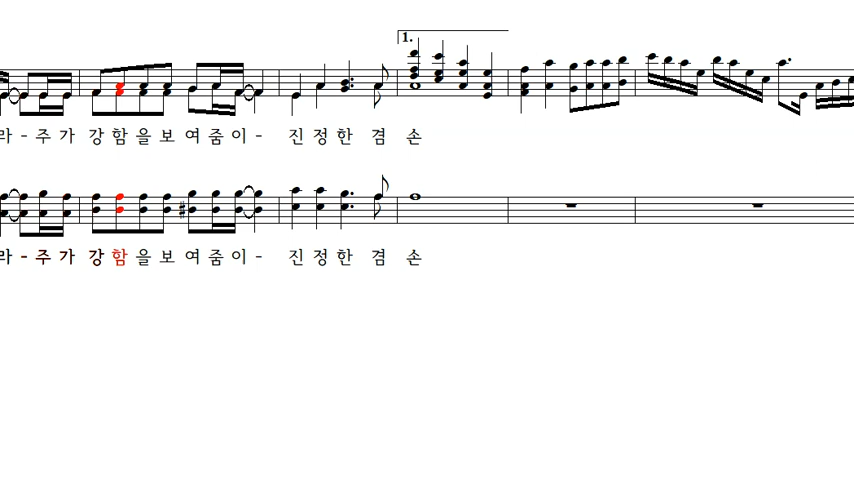 1.
라 - 주 가 강 함 을 보 여 줌 이 - 진 정 한 겸 손
라 - 주 가 강 함 을 보 여 줌 이 - 진 정 한 겸 손